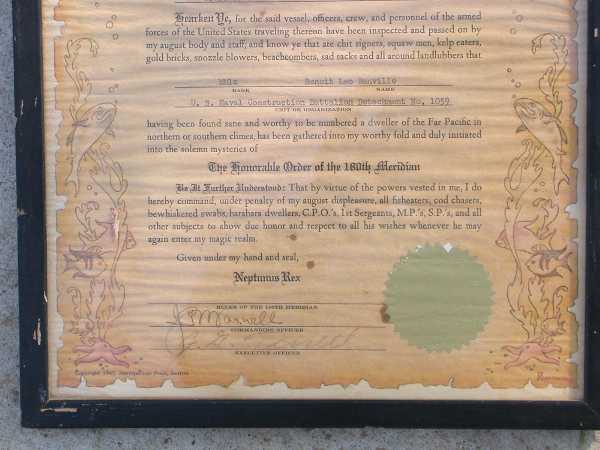 Hearken Ye, for the said vessel, officers, crew, and personnel of the armed
forces of the United States traveling thereon have been inspected and passed on by
my august body and staff, and know ye that are chit signers, squaw men, kelp eaters,
gold bricks, snozzle blowers, beachcombers, sad sacks and all around landlubbers that
Benoit Leo Banville
RANK NAME
U. S. Naval Construction Battalion Detachment No. 1059
UNIT OR ORGANIZATION
having been found sane and worthy to be numbered a dweller of the Far Pacific in
northern or southern climes, has been gathered into my worthy fold and duly initiated
into the solemn mysteries of
The Honorable Order of the 180th Meridian
Be It Further Understood: That by virtue of the powers vested in me, I do
hereby command, under penalty of my august displeasure, all fisheaters, cod chasers,
bewhiskered swabs, barabara dwellers, C.P.O.'s, 1st Sergeants, M.P.'s, S.P.'s, and all
other subjects to show due honor and respect to all his wishes whenever he may
again enter my magic realm.
Given under my hand and seal,
Neptunus Rex
RULER OF THE 180TH MERIDIAN
Maxwell
COMMANDING OFFICER
EXECUTIVE OFFICER
Copyright Metropolitan Press, Seattle